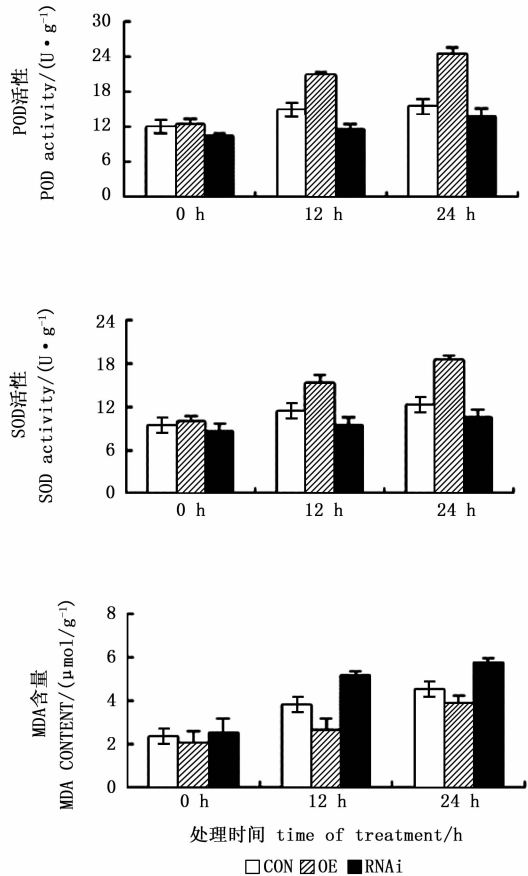 POD活性
POD activity/(U·g⁻¹)
30
24
18
12
6
0
0 h
12 h
24 h
SOD活性
SOD activity/(U·g⁻¹)
24
18
12
6
0
0 h
12 h
24 h
MDA含量
MDA CONTENT/(μmol/g⁻¹)
8
6
4
2
0
0 h
12 h
24 h
处理时间 time of treatment/h
CON OE RNAi